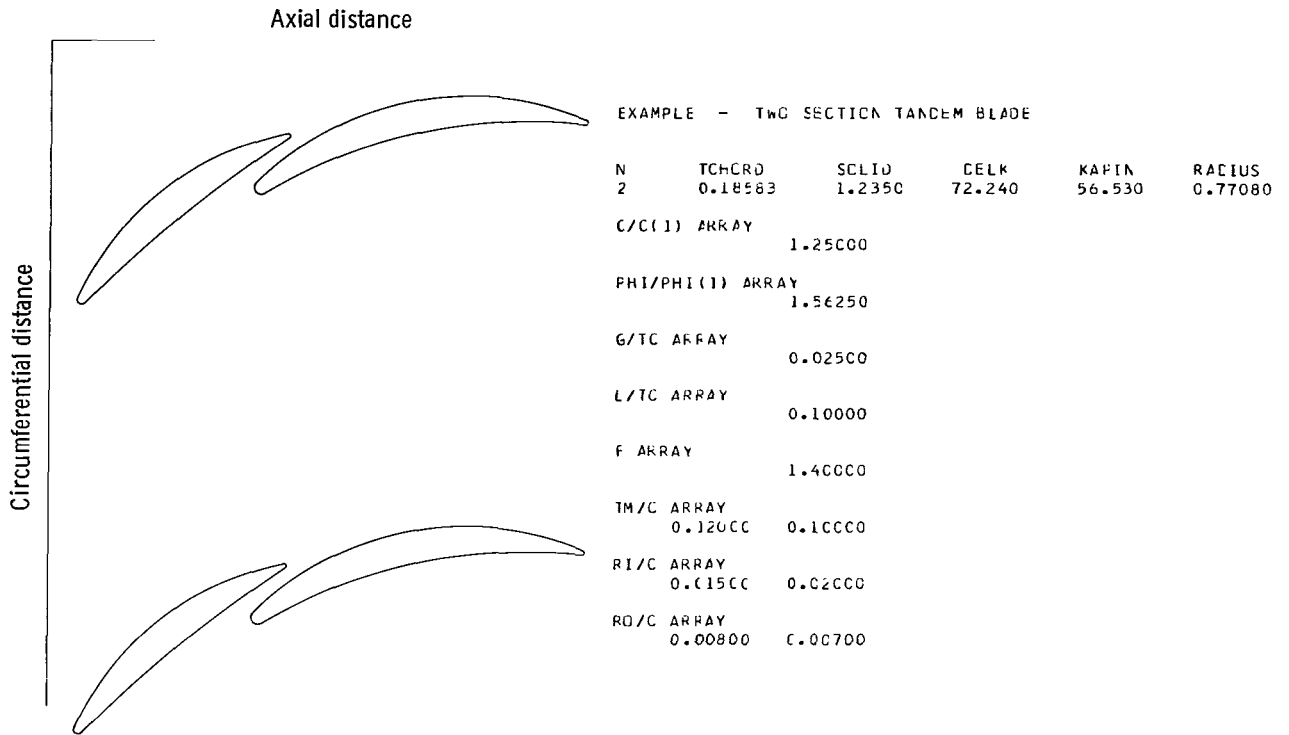 Axial distance
Circumferential distance
EXAMPLE - TWO SECTION TANDEM BLADE
N TCHCRD SOLID DELK KAPIN RADIUS
2 0.18583 1.2350 72.240 56.530 0.77080
C/C(1) ARRAY
1.25000
PHI/PHI(1) ARRAY
1.56250
G/TC ARRAY
0.02500
L/TC ARRAY
0.10000
F ARRAY
1.40000
TM/C ARRAY
0.12000 0.10000
RI/C ARRAY
0.01500 0.02000
RO/C ARRAY
0.00800 0.00700